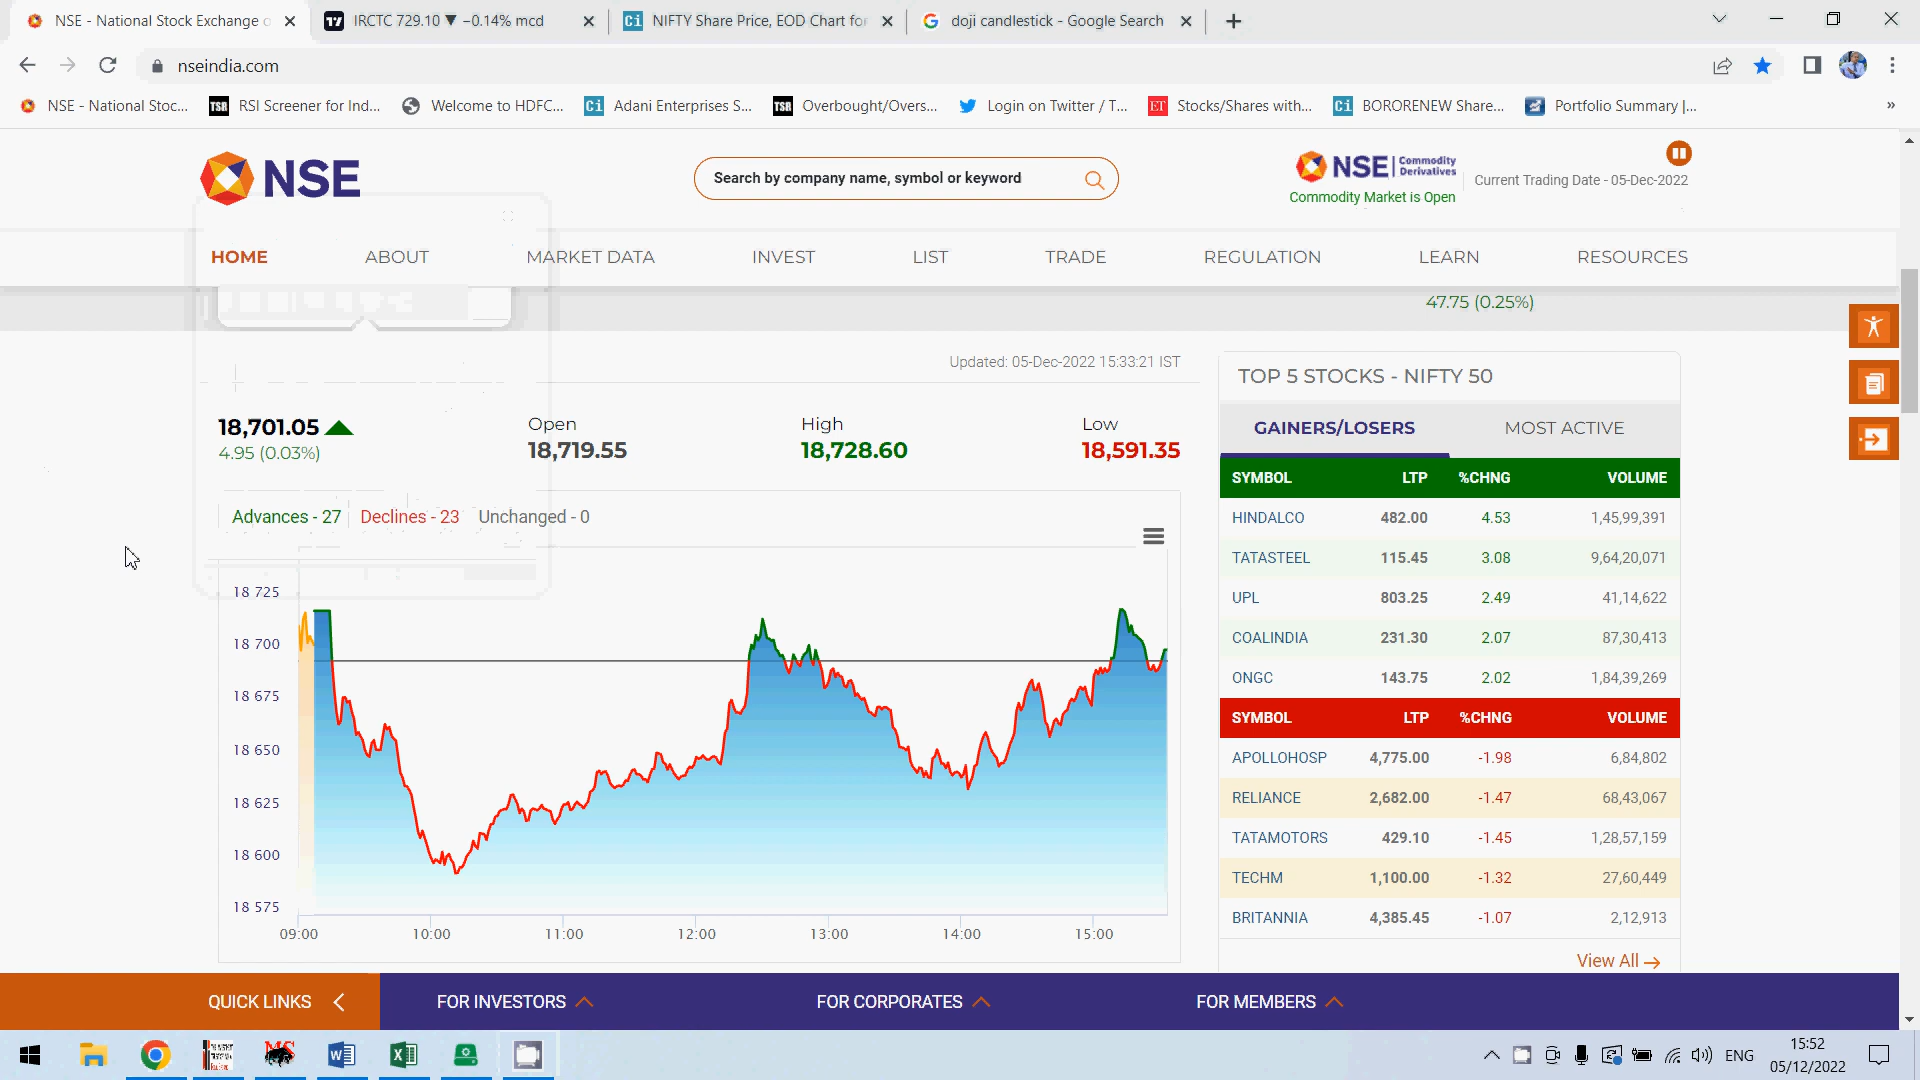 NSE - National Stock Exchange o
IRCTC 729.10 ▼ −0.14% mcd
NIFTY Share Price, EOD Chart for
doji candlestick - Google Search
nseindia.com
NSE - National Stoc...
RSI Screener for Ind...
Welcome to HDFC...
Adani Enterprises S...
Overbought/Overs...
Login on Twitter / T...
Stocks/Shares with...
BORORENEW Share...
Portfolio Summary |...
NSE
Search by company name, symbol or keyword
NSE Commodity Derivatives
Commodity Market is Open
Current Trading Date - 05-Dec-2022
HOME ABOUT MARKET DATA INVEST LIST TRADE REGULATION LEARN RESOURCES
47.75 (0.25%)
Updated: 05-Dec-2022 15:33:21 IST
18,701.05
4.95 (0.03%)
Open
18,719.55
High
18,728.60
Low
18,591.35
Advances - 27 Declines - 23 Unchanged - 0
18 725
18 700
18 675
18 650
18 625
18 600
18 575
09:00 10:00 11:00 12:00 13:00 14:00 15:00
TOP 5 STOCKS - NIFTY 50
GAINERS/LOSERS MOST ACTIVE
SYMBOL LTP %CHNG VOLUME
HINDALCO 482.00 4.53 1,45,99,391
TATASTEEL 115.45 3.08 9,64,20,071
UPL 803.25 2.49 41,14,622
COALINDIA 231.30 2.07 87,30,413
ONGC 143.75 2.02 1,84,39,269
SYMBOL LTP %CHNG VOLUME
APOLLOHOSP 4,775.00 -1.98 6,84,802
RELIANCE 2,682.00 -1.47 68,43,067
TATAMOTORS 429.10 -1.45 1,28,57,159
TECHM 1,100.00 -1.32 27,60,449
BRITANNIA 4,385.45 -1.07 2,12,913
View All
QUICK LINKS FOR INVESTORS FOR CORPORATES FOR MEMBERS
ENG
15:52
05/12/2022